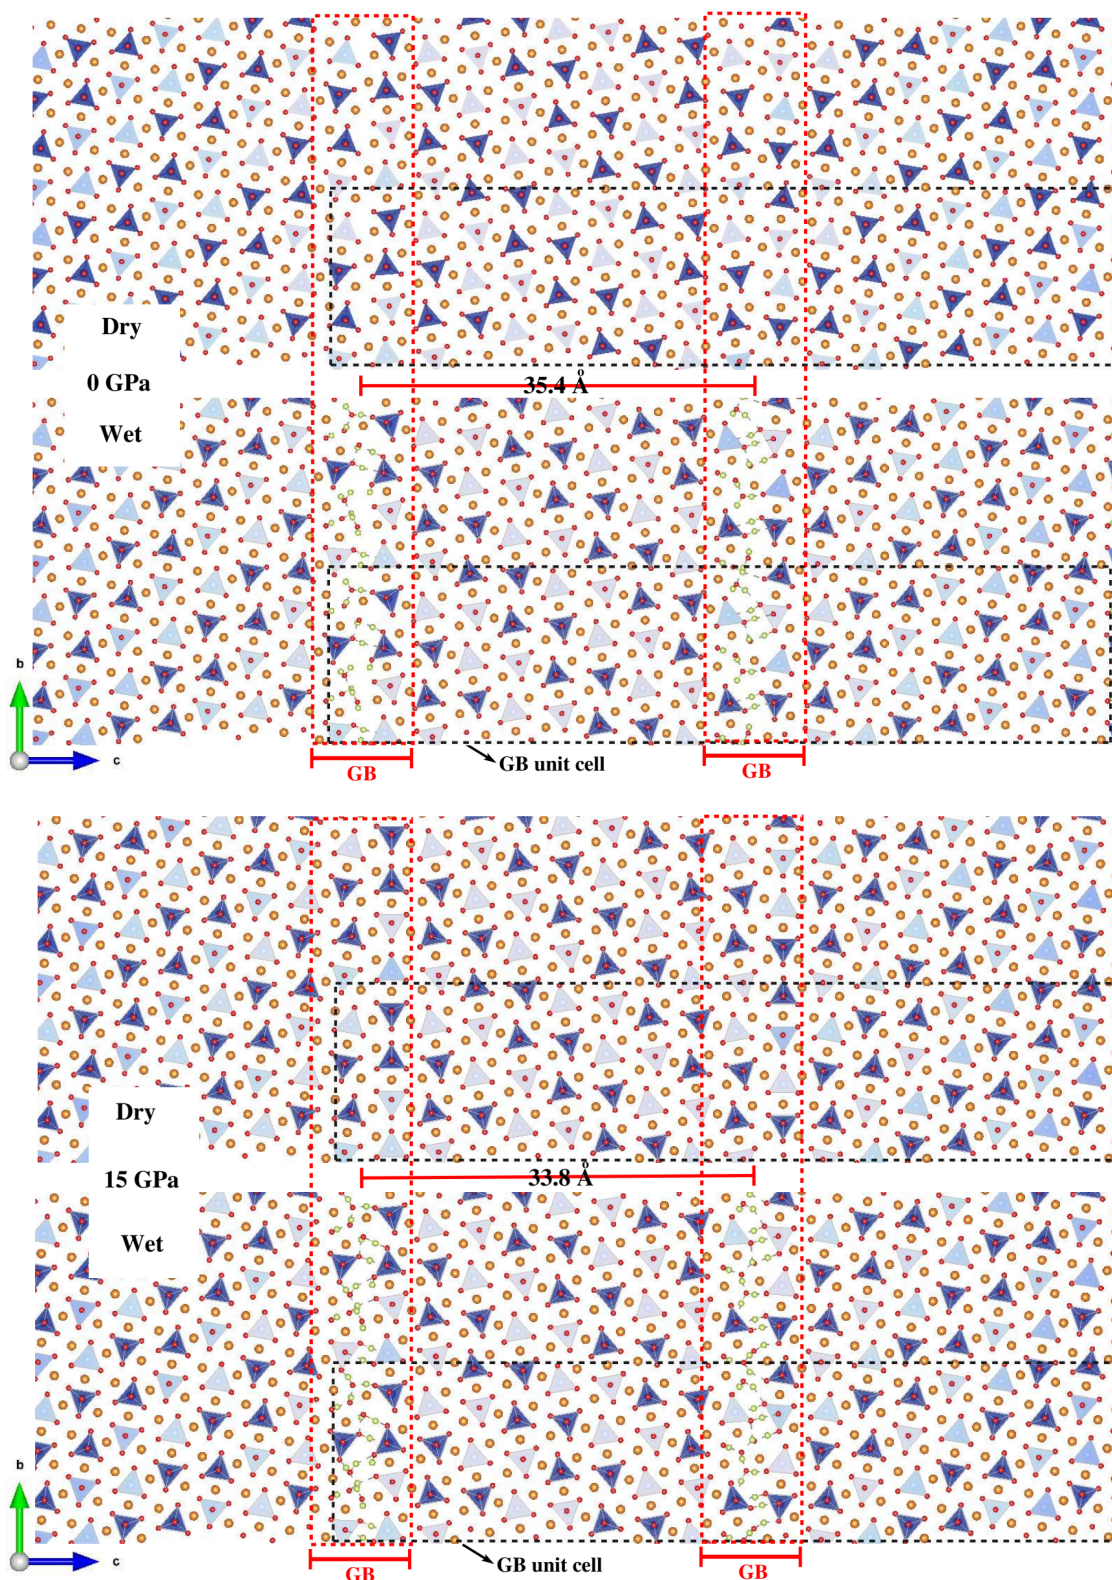 Dry
0 GPa
35.4 Å
Wet
b
c
GB
GB unit cell
GB
Dry
15 GPa
33.8 Å
Wet
b
c
GB
GB unit cell
GB